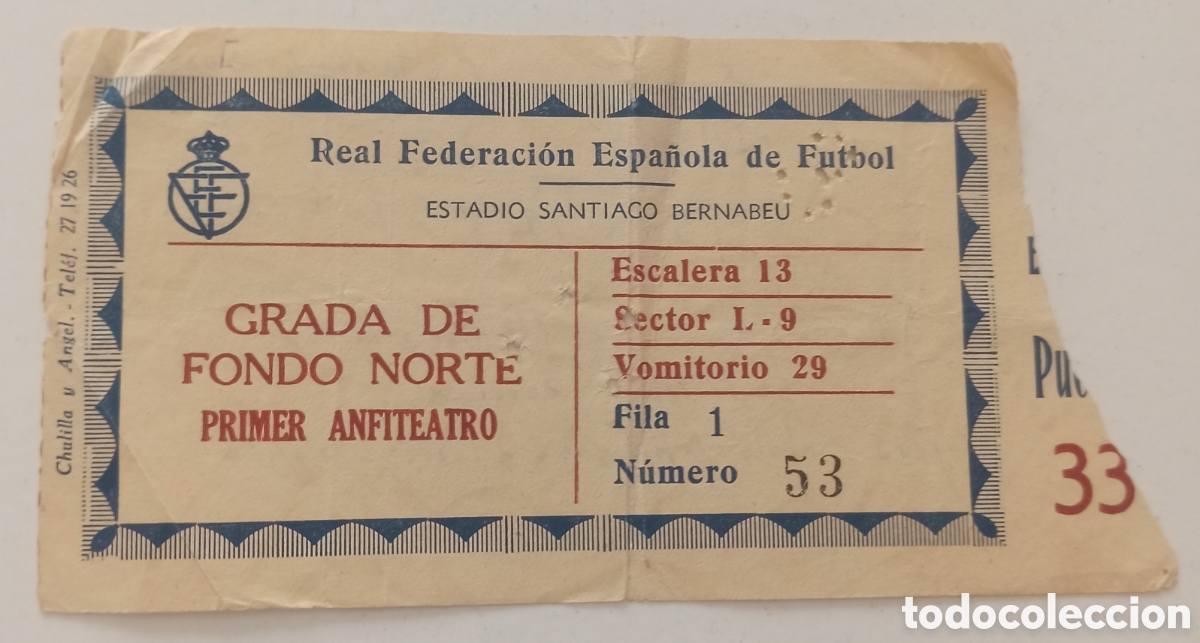 Real Federación Española de Futbol
ESTADIO SANTIAGO BERNABEU
GRADA DE
FONDO NORTE
PRIMER ANFITEATRO
Escalera 13
Sector L-9
Vomitorio 29
Fila 1
Número 53
33
Chulilla y Angel. - Teléf. 27 19 26
todocoleccion